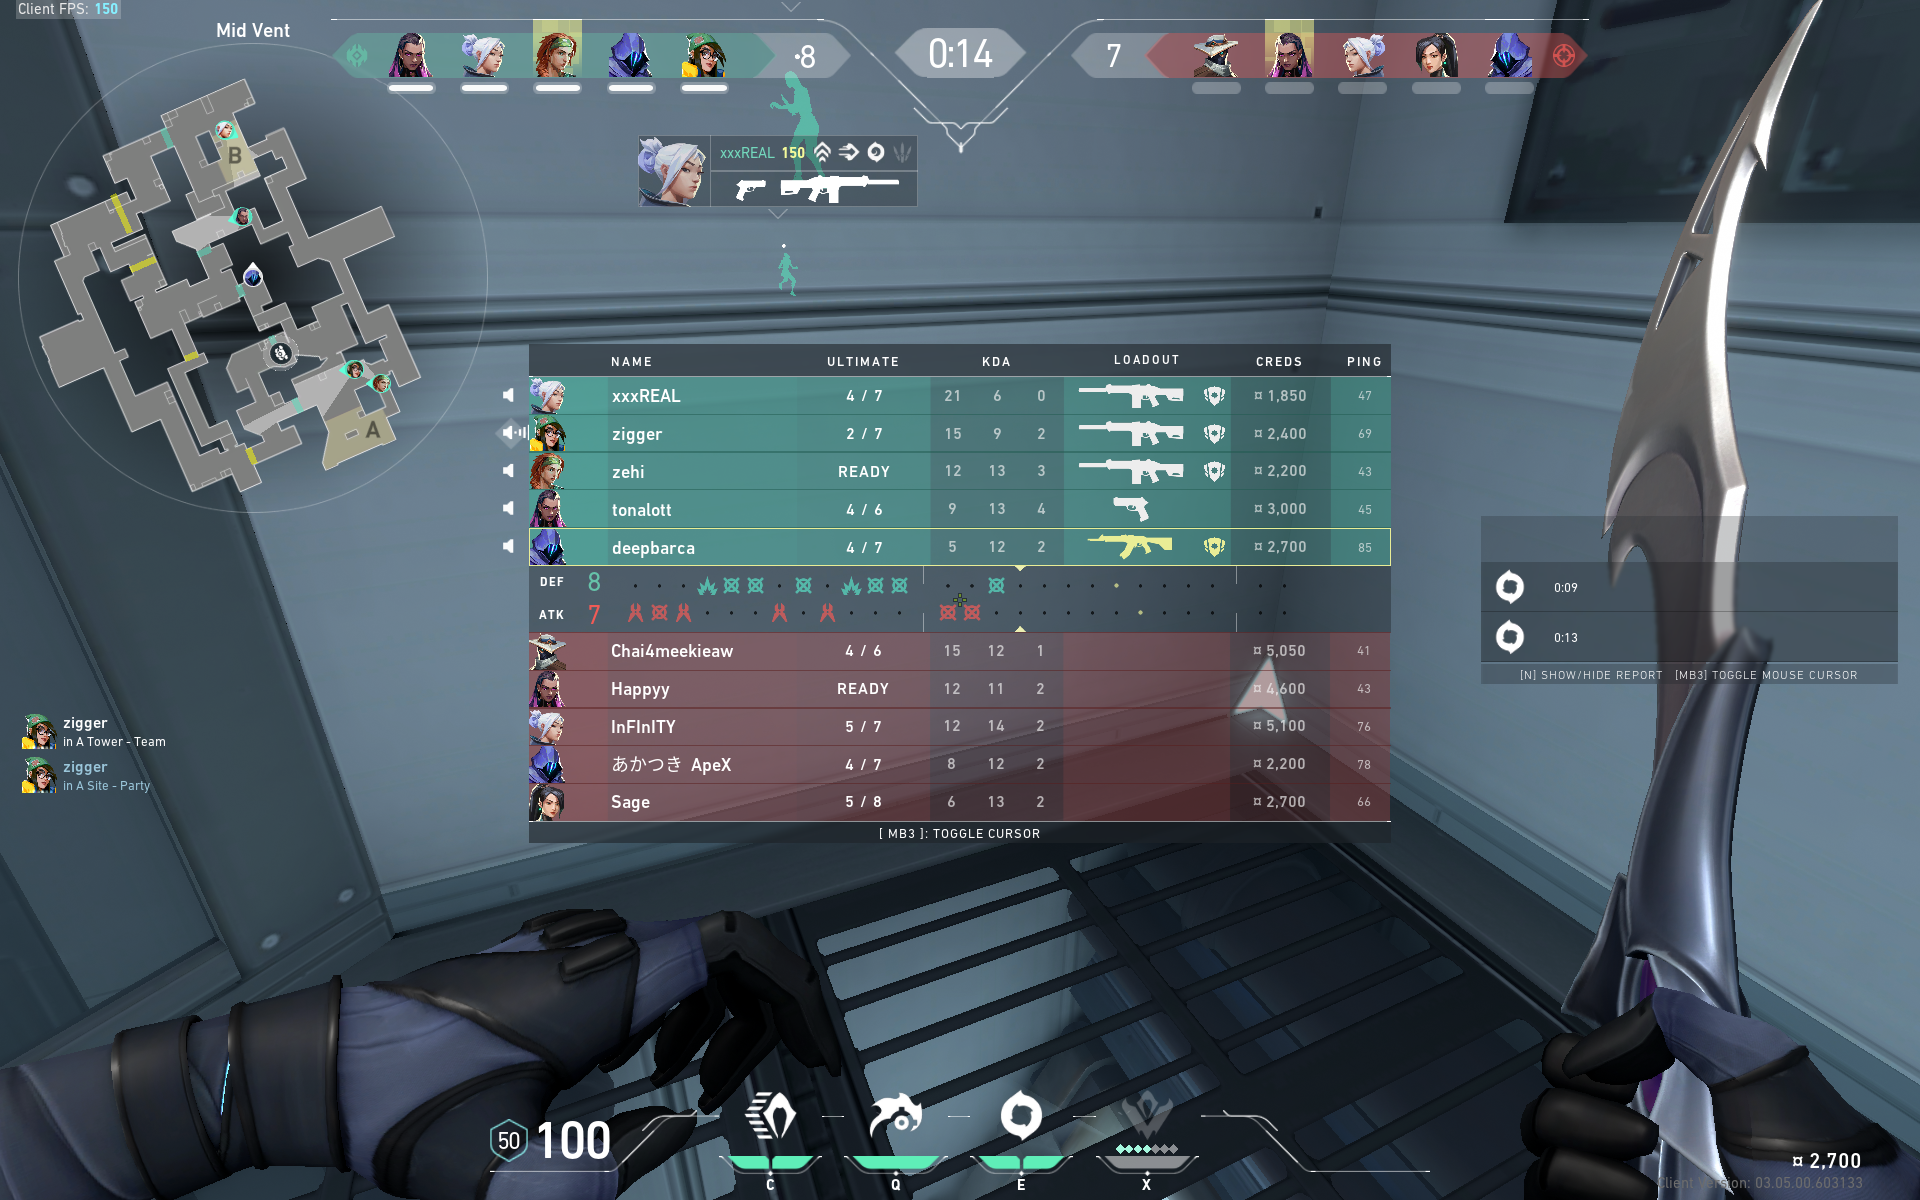 Client FPS: 150
Mid Vent
8
0:14
7
B
A
xxxREAL 150
NAME ULTIMATE KDA LOADOUT CREDS PING
xxxREAL 4 / 7 21 6 0 ¤ 1,850 47
zigger 2 / 7 15 9 2 ¤ 2,400 69
zehi READY 12 13 3 ¤ 2,200 43
tonalott 4 / 6 9 13 4 ¤ 3,000 45
deepbarca 4 / 7 5 12 2 ¤ 2,700 85
DEF 8
ATK 7
Chai4meekieaw 4 / 6 15 12 1 ¤ 5,050 41
Happyy READY 12 11 2 ¤ 4,600 43
InFInITY 5 / 7 12 14 2 ¤ 5,100 76
あかつき ApeX 4 / 7 8 12 2 ¤ 2,200 78
Sage 5 / 8 6 13 2 ¤ 2,700 66
[ MB3 ]: TOGGLE CURSOR
0:09
0:13
[N] SHOW/HIDE REPORT [MB3] TOGGLE MOUSE CURSOR
zigger
in A Tower - Team
zigger
in A Site - Party
50 100
C Q E X
¤ 2,700
Client Version: 03.05.00.603133